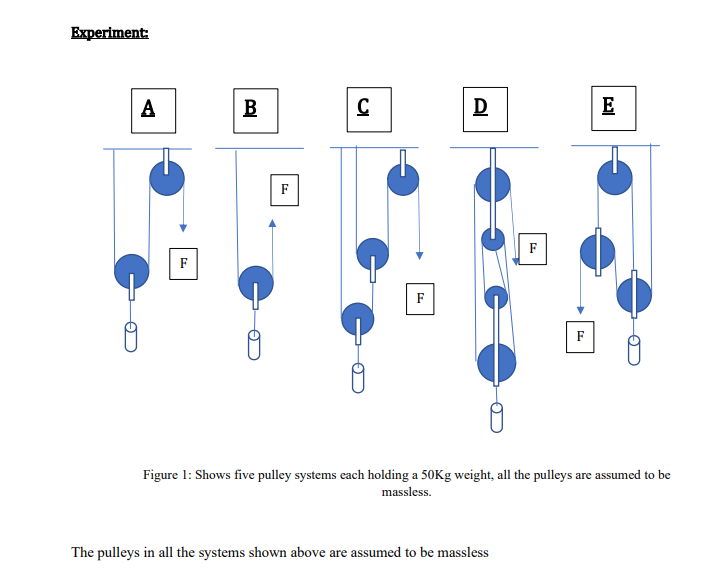 Experiment:
A
B
C
D
E
F
F
F
F
F
Figure 1: Shows five pulley systems each holding a 50Kg weight, all the pulleys are assumed to be
massless.
The pulleys in all the systems shown above are assumed to be massless